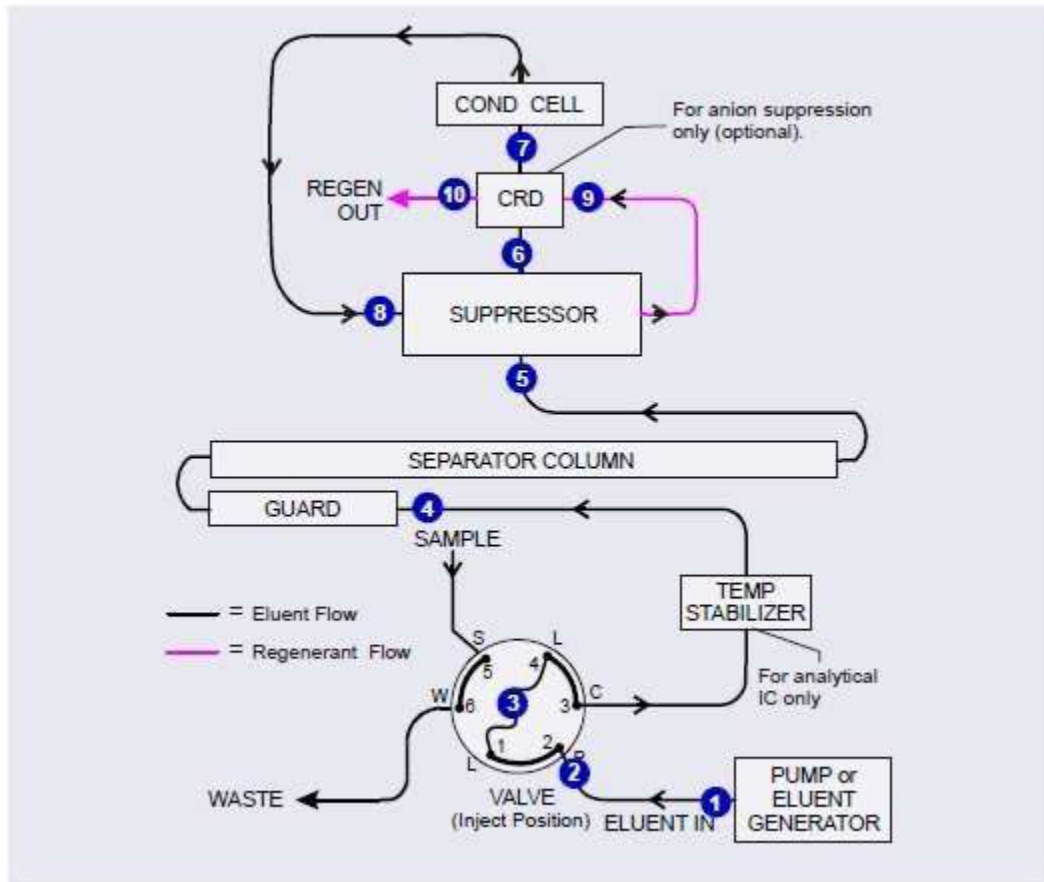 COND CELL
For anion suppression
only (optional).
7
REGEN
OUT
10
CRD
9
6
8
SUPPRESSOR
5
SEPARATOR COLUMN
GUARD
4
SAMPLE
TEMP
STABILIZER
= Eluent Flow
= Regenerant Flow
For analytical
IC only
S
L
5
4
W
6
3
3
C
1
2
L
P
2
WASTE
VALVE
(Inject Position)
ELUENT IN
1
PUMP or
ELUENT
GENERATOR